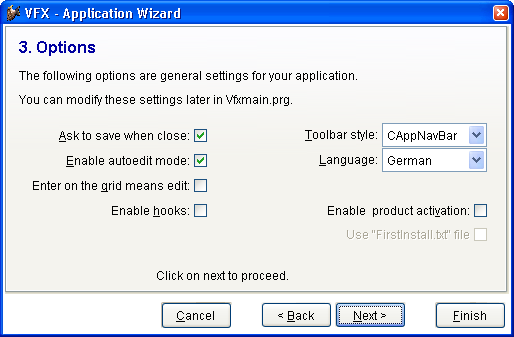 VFX - Application Wizard
3. Options
The following options are general settings for your application.
You can modify these settings later in Vfxmain.prg.
Ask to save when close: Toolbar style: CAppNavBar
Enable autoedit mode: Language: German
Enter on the grid means edit:
Enable hooks: Enable product activation:
Use "FirstInstall.txt" file
Click on next to proceed.
Cancel < Back Next > Finish